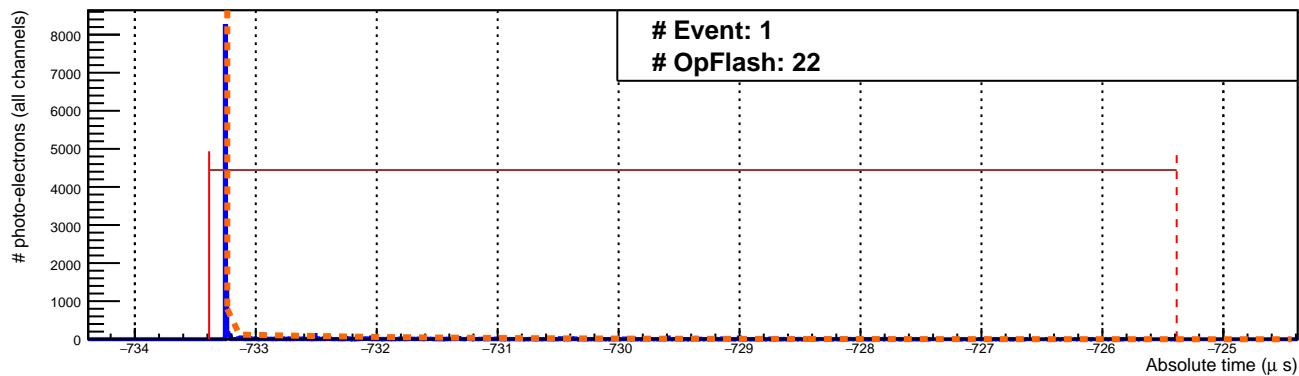 # Event: 1
# OpFlash: 22
# photo-electrons (all channels)
8000
7000
6000
5000
4000
3000
2000
1000
0
−734 −733 −732 −731 −730 −729 −728 −727 −726 −725
Absolute time (μ s)